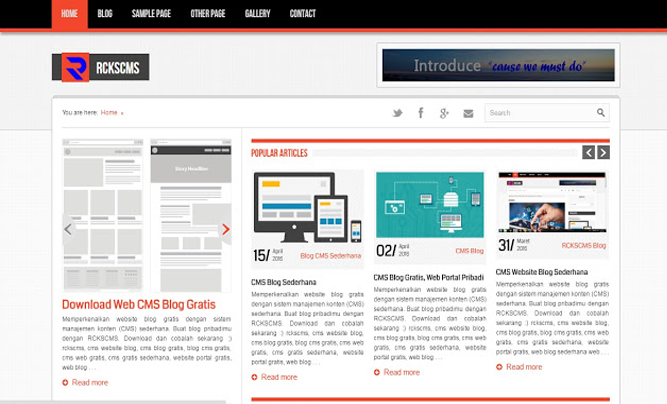 HOME BLOG SAMPLE PAGE OTHER PAGE GALLERY CONTACT
RCKSCMS
Introduce "cause we must do"
You are here: Home
Search
Story Headline
Download Web CMS Blog Gratis
Memperkenalkan website blog gratis dengan sistem
manajemen konten (CMS) sederhana. Buat blog pribadimu
dengan RCKSCMS. Download dan cobalah sekarang :)
rckscms, cms website blog, cms blog gratis, blog cms gratis,
cms web gratis, cms gratis sederhana, website portal gratis,
web blog . . .
Read more
POPULAR ARTICLES
15/ April 2016 Blog CMS Sederhana
CMS Blog Sederhana
Memperkenalkan website blog gratis
dengan sistem manajemen konten (CMS)
sederhana. Buat blog pribadimu dengan
RCKSCMS. Download dan cobalah
sekarang :) rckscms, cms website blog,
cms blog gratis, blog cms gratis, cms web
gratis, cms gratis sederhana, website
portal gratis, web blog . . .
Read more
02/ April 2016 CMS Blog
CMS Blog Gratis, Web Portal Pribadi
Memperkenalkan website blog gratis
dengan sistem manajemen konten (CMS)
sederhana. Buat blog pribadimu dengan
RCKSCMS. Download dan cobalah
sekarang :) rckscms, cms website blog,
cms blog gratis, blog cms gratis, cms web
gratis, cms gratis sederhana, website
portal gratis, web blog . . .
Read more
31/ Maret 2016 RCKSCMS Blog
CMS Website Blog Sederhana
Memperkenalkan website blog gratis
dengan sistem manajemen konten (CMS)
sederhana. Buat blog pribadimu dengan
RCKSCMS. Download dan cobalah
sekarang :) rckscms, cms website blog,
cms blog gratis, blog cms gratis, cms web
gratis, cms gratis sederhana, website
portal gratis, web blog . . .
Read more